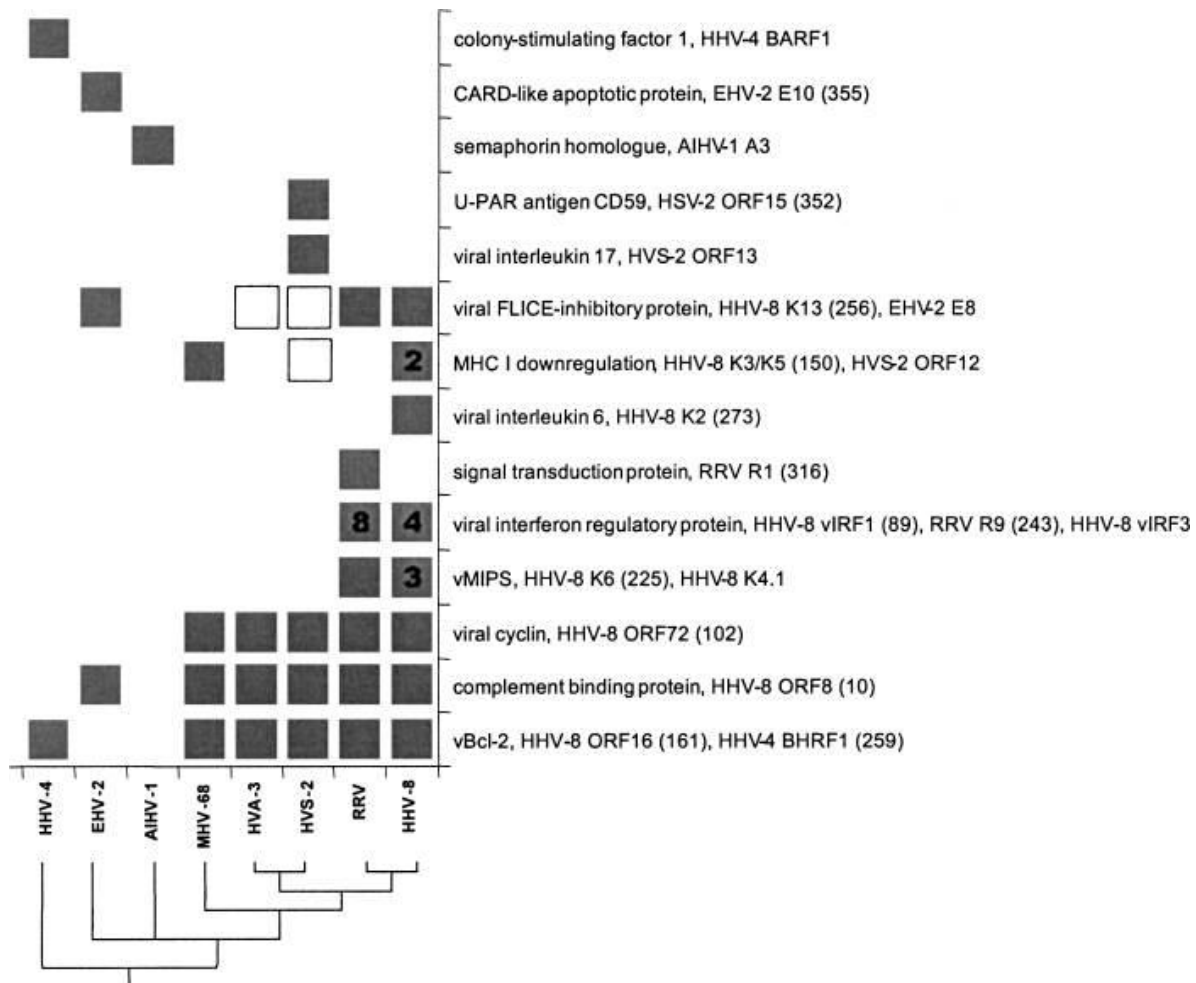 colony-stimulating factor 1, HHV-4 BARF1
CARD-like apoptotic protein, EHV-2 E10 (355)
semaphorin homologue, AIHV-1 A3
U-PAR antigen CD59, HSV-2 ORF15 (352)
viral interleukin 17, HVS-2 ORF13
viral FLICE-inhibitory protein, HHV-8 K13 (256), EHV-2 E8
2 MHC I downregulation, HHV-8 K3/K5 (150), HVS-2 ORF12
viral interleukin 6, HHV-8 K2 (273)
signal transduction protein, RRV R1 (316)
8 4 viral interferon regulatory protein, HHV-8 vIRF1 (89), RRV R9 (243), HHV-8 vIRF3
3 vMIPS, HHV-8 K6 (225), HHV-8 K4.1
viral cyclin, HHV-8 ORF72 (102)
complement binding protein, HHV-8 ORF8 (10)
vBcl-2, HHV-8 ORF16 (161), HHV-4 BHRF1 (259)
HHV-4
EHV-2
AIHV-1
MHV-68
HVA-3
HVS-2
RRV
HHV-8